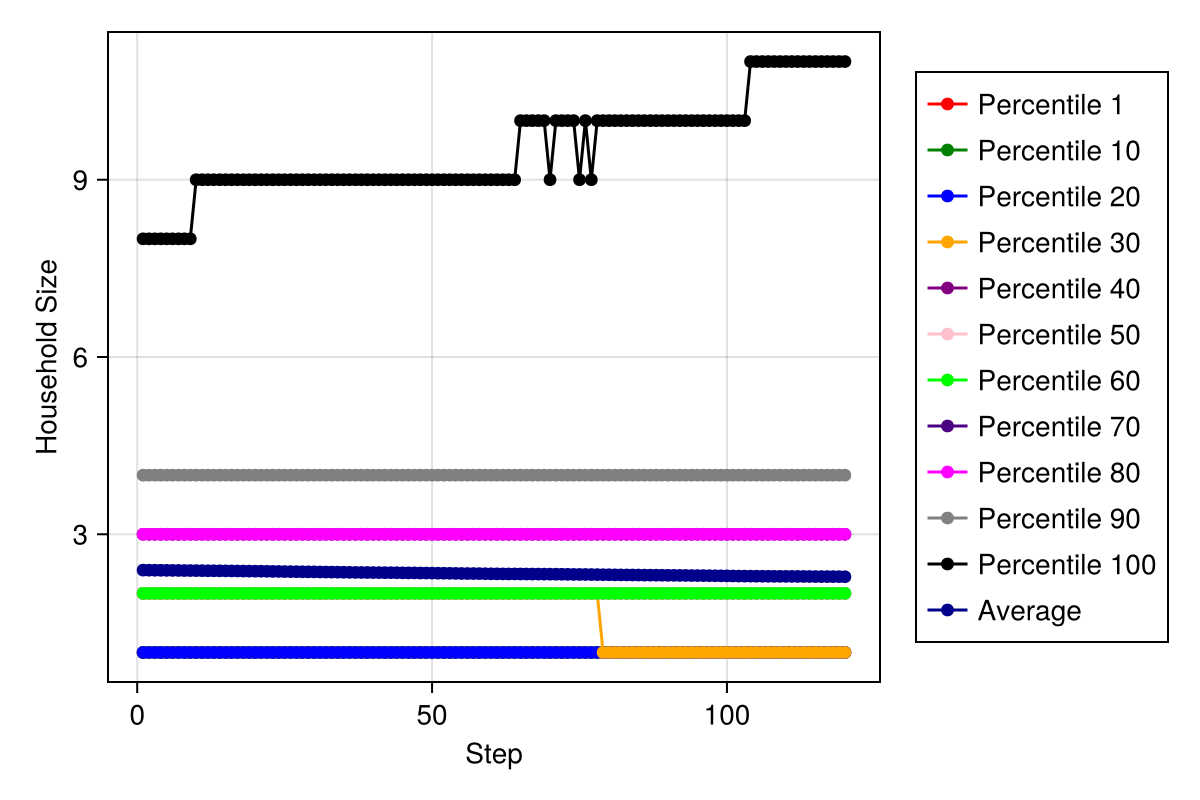 Household Size
9
6
3
0
50
100
Step
Percentile 1
Percentile 10
Percentile 20
Percentile 30
Percentile 40
Percentile 50
Percentile 60
Percentile 70
Percentile 80
Percentile 90
Percentile 100
Average